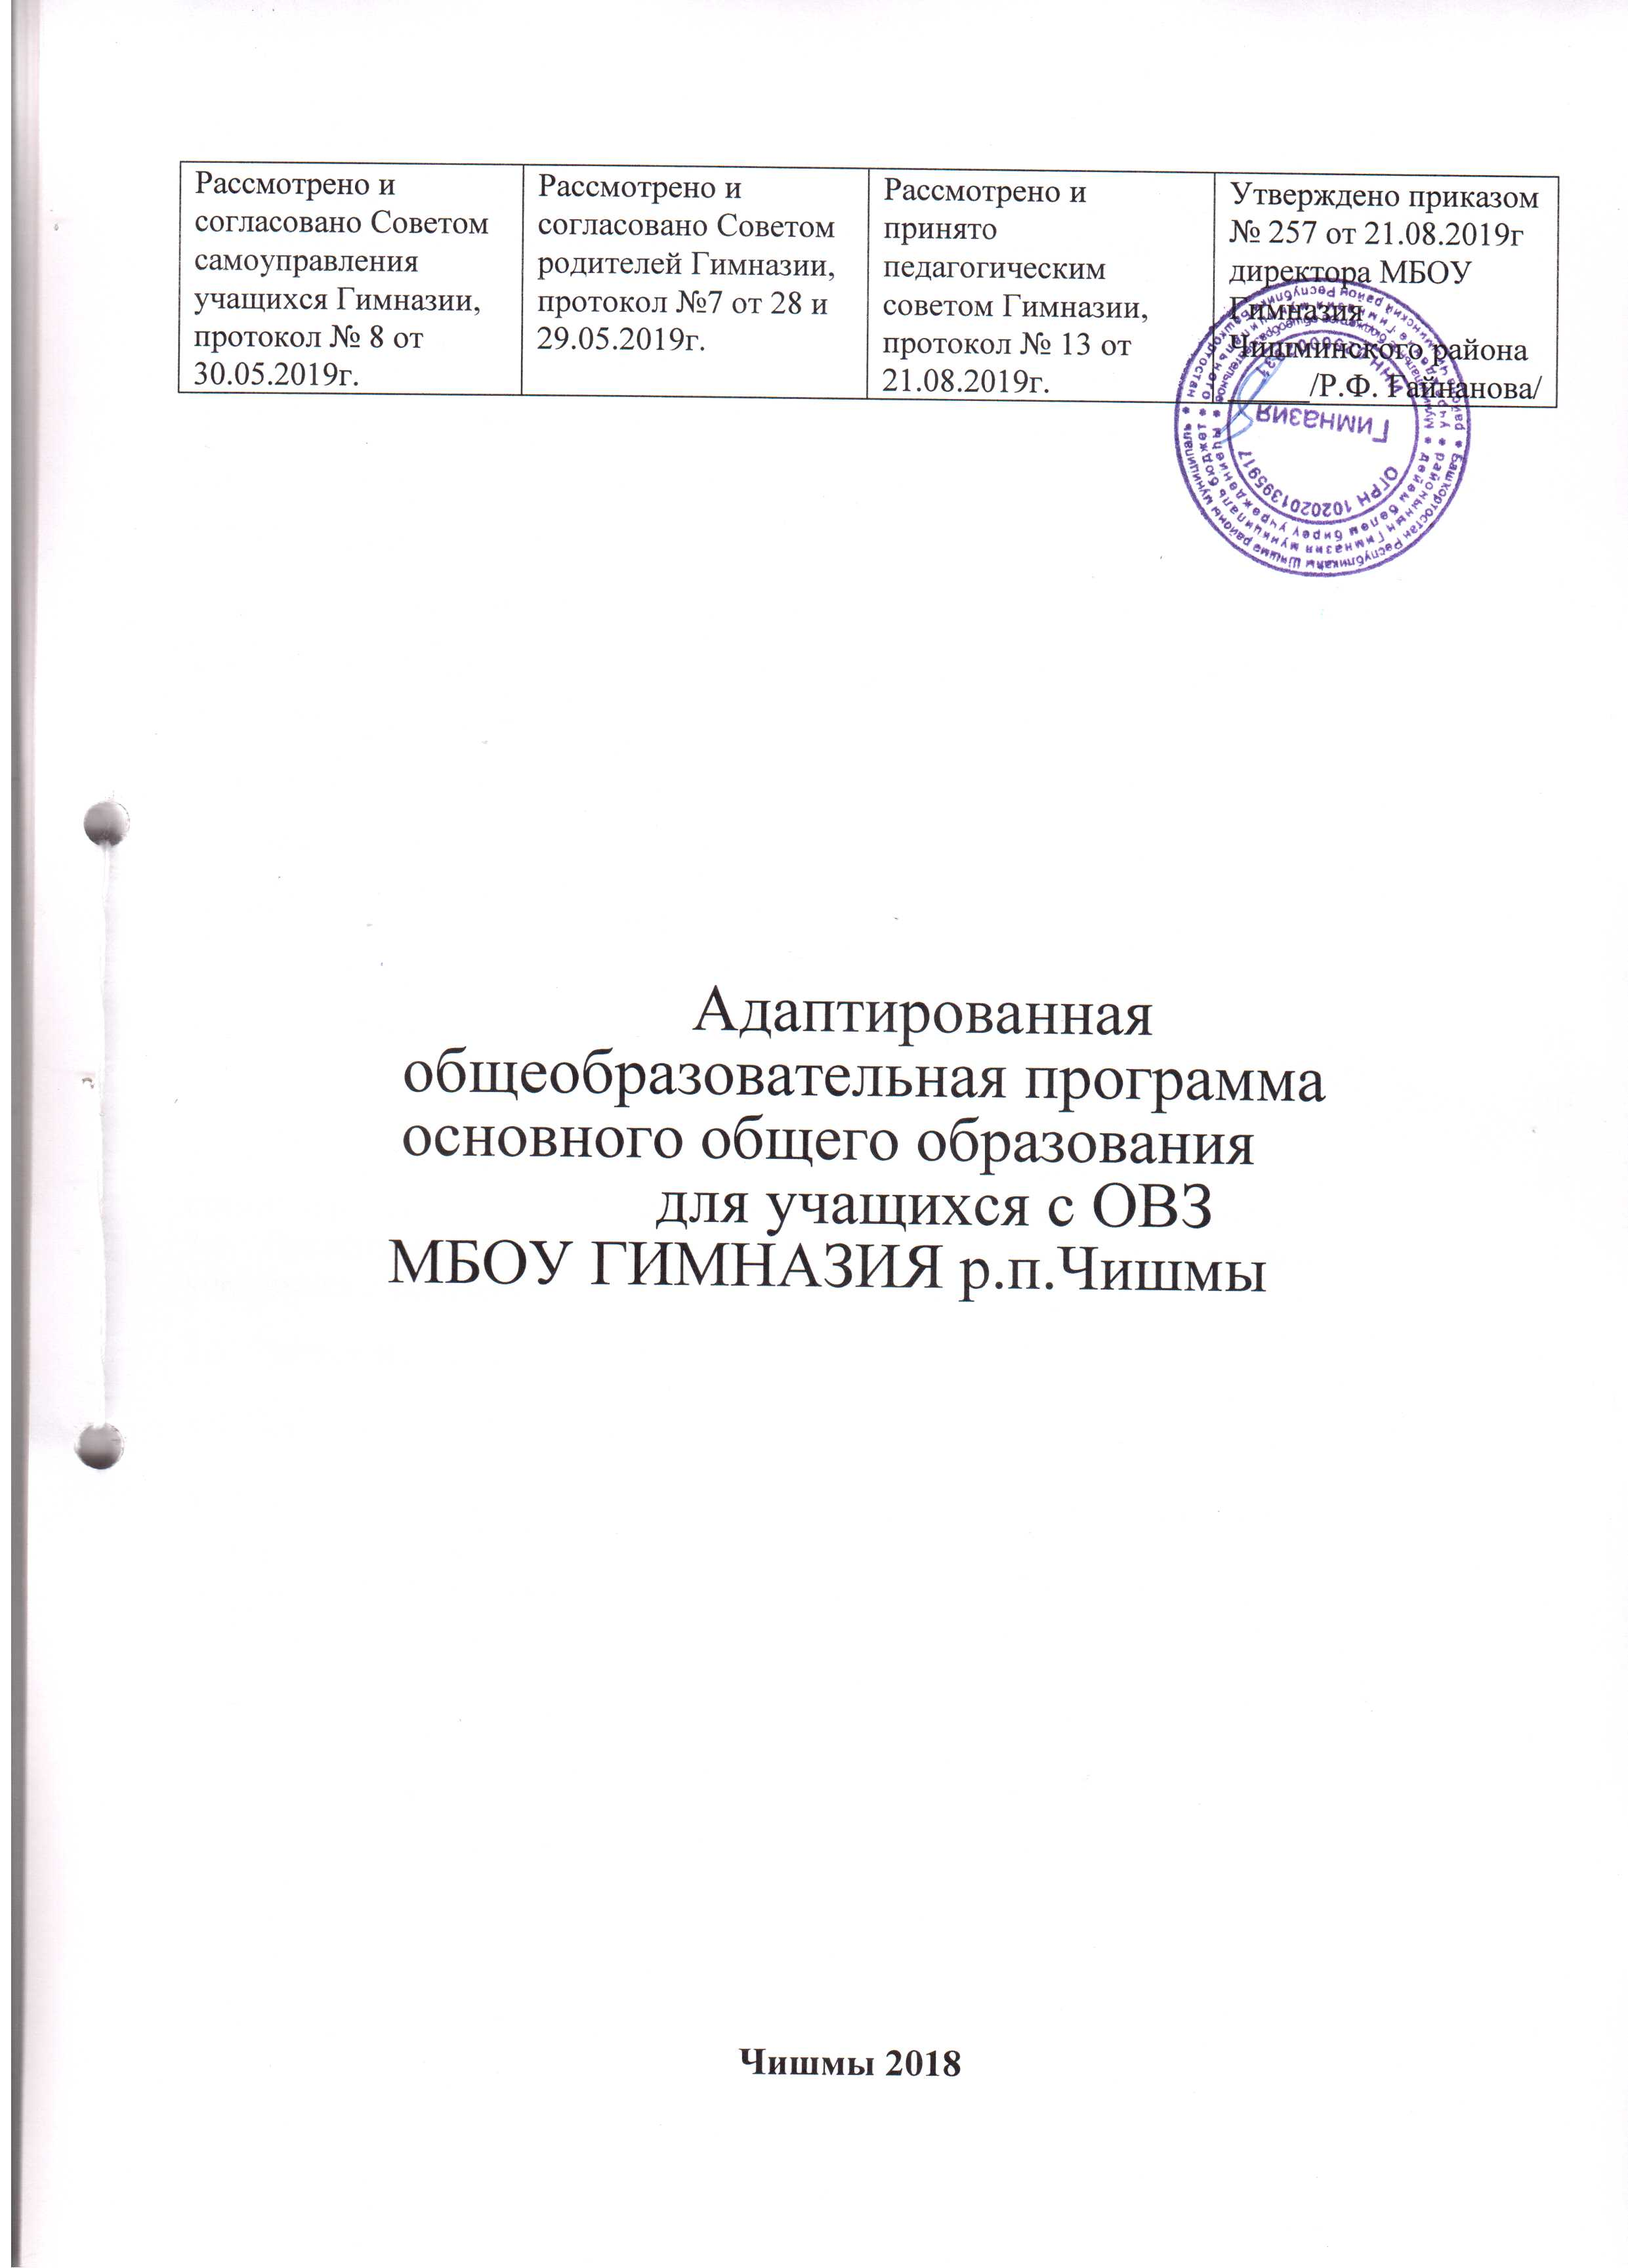 Рассмотрено и
согласовано Советом
самоуправления
учащихся Гимназии,
протокол № 8 от
30.05.2019г.
Рассмотрено и
согласовано Советом
родителей Гимназии,
протокол №7 от 28 и
29.05.2019г.
Рассмотрено и
принято
педагогическим
советом Гимназии,
протокол № 13 от
21.08.2019г.
Утверждено приказом
№ 257 от 21.08.2019г
директора МБОУ
Гимназия
Чишминского района
/Р.Ф. Гайнанова/
Гимназия
ОГРН 1020201395917
Адаптированная
общеобразовательная программа
основного общего образования
для учащихся с ОВЗ
МБОУ ГИМНАЗИЯ р.п.Чишмы
Чишмы 2018